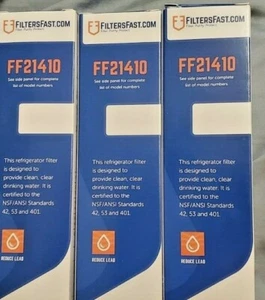 FILTERSFAST.COM
FF21410
See side panel for complete
list of model numbers
This refrigerator filter
is designed to
provide clean, clear
drinking water. It is
certified to the
NSF/ANSI Standards
42, 53 and 401.
REDUCE LEAD
FILTERSFAST.COM
FF21410
See side panel for complete
list of model numbers
This refrigerator filter
is designed to
provide clean, clear
drinking water. It is
certified to the
NSF/ANSI Standards
42, 53 and 401.
REDUCE LEAD
FILTERSFAST.COM
FF21410
See side panel for complete
list of model numbers
This refrigerator filter
is designed to
provide clean, clear
drinking water. It is
certified to the
NSF/ANSI Standards
42, 53 and 401.
REDUCE LEAD